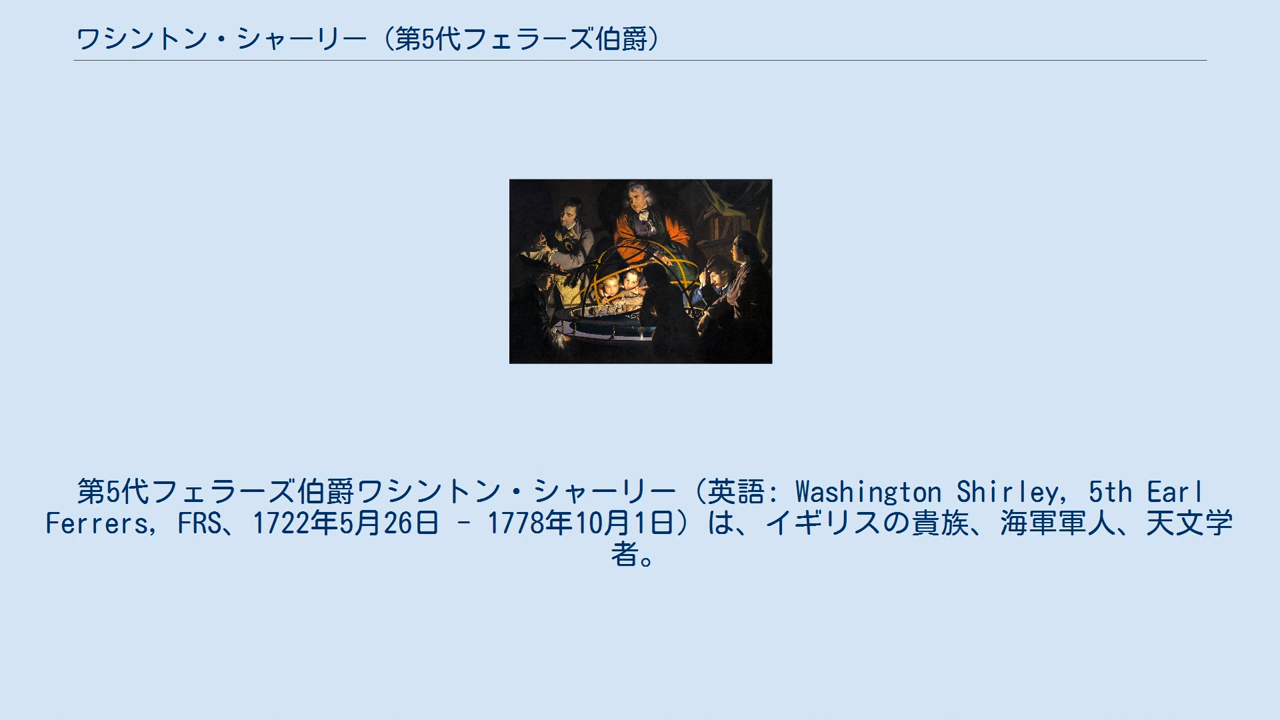 ワシントン・シャーリー（第5代フェラーズ伯爵）
第5代フェラーズ伯爵ワシントン・シャーリー（英語: Washington Shirley, 5th Earl
Ferrers, FRS、1722年5月26日 - 1778年10月1日）は、イギリスの貴族、海軍軍人、天文学
者。